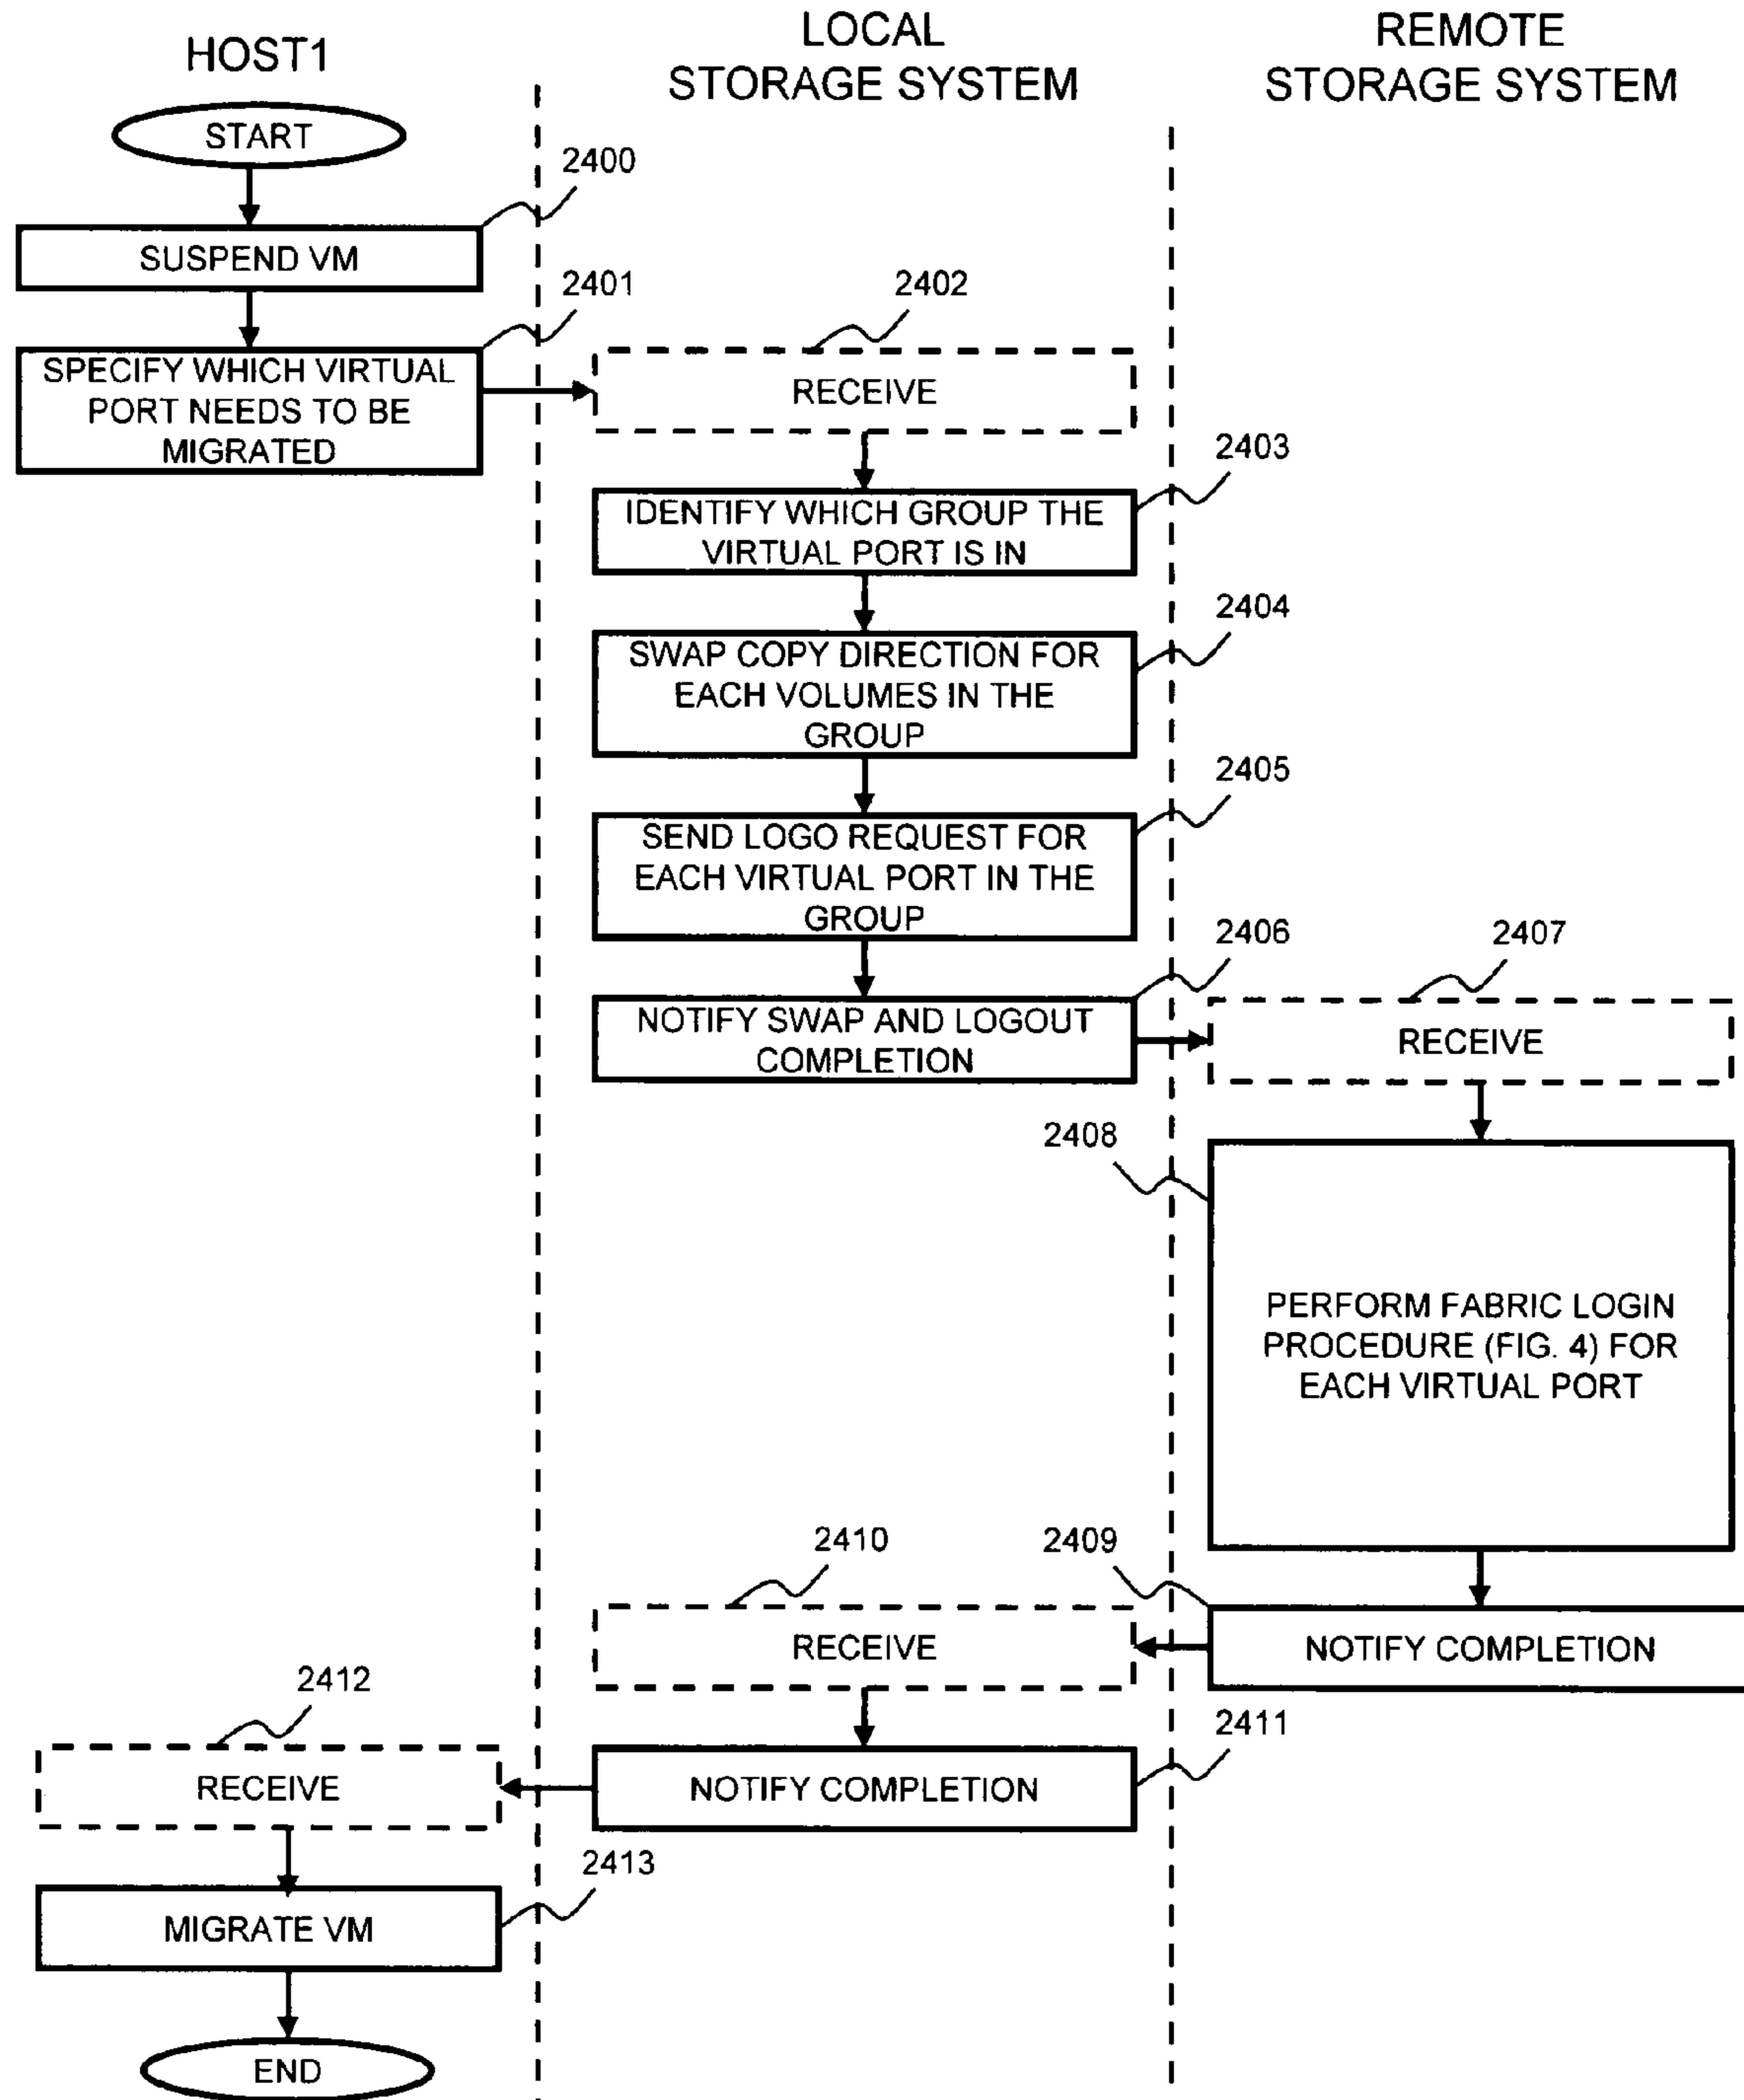 HOST1
LOCAL
STORAGE SYSTEM
REMOTE
STORAGE SYSTEM
START
2400
SUSPEND VM
2401
SPECIFY WHICH VIRTUAL
PORT NEEDS TO BE
MIGRATED
2402
RECEIVE
2403
IDENTIFY WHICH GROUP THE
VIRTUAL PORT IS IN
2404
SWAP COPY DIRECTION FOR
EACH VOLUMES IN THE
GROUP
2405
SEND LOGO REQUEST FOR
EACH VIRTUAL PORT IN THE
GROUP
2406
NOTIFY SWAP AND LOGOUT
COMPLETION
2407
RECEIVE
2408
PERFORM FABRIC LOGIN
PROCEDURE (FIG. 4) FOR
EACH VIRTUAL PORT
2409
NOTIFY COMPLETION
2410
RECEIVE
2411
NOTIFY COMPLETION
2412
RECEIVE
2413
MIGRATE VM
END